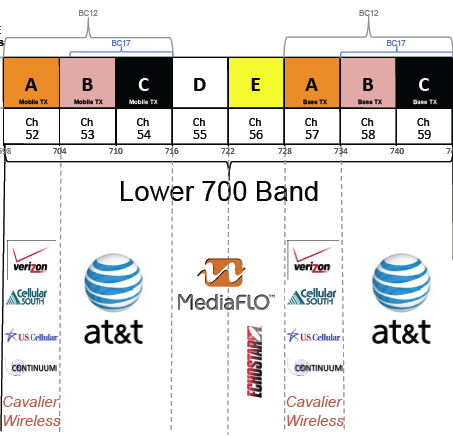 BC12 BC12
BC17 BC17
A B C D E A B C
Mobile TX Mobile TX Mobile TX Base TX Base TX Base TX
Ch Ch Ch Ch Ch Ch Ch Ch
52 53 54 55 56 57 58 59
698 704 710 716 722 728 734 740
Lower 700 Band
verizon verizon
Cellular Cellular
SOUTH SOUTH
at&t MediaFLO™ at&t
U.S. Cellular ECHOSTAR U.S. Cellular
CONTINUUM CONTINUUM
Cavalier Cavalier
Wireless Wireless